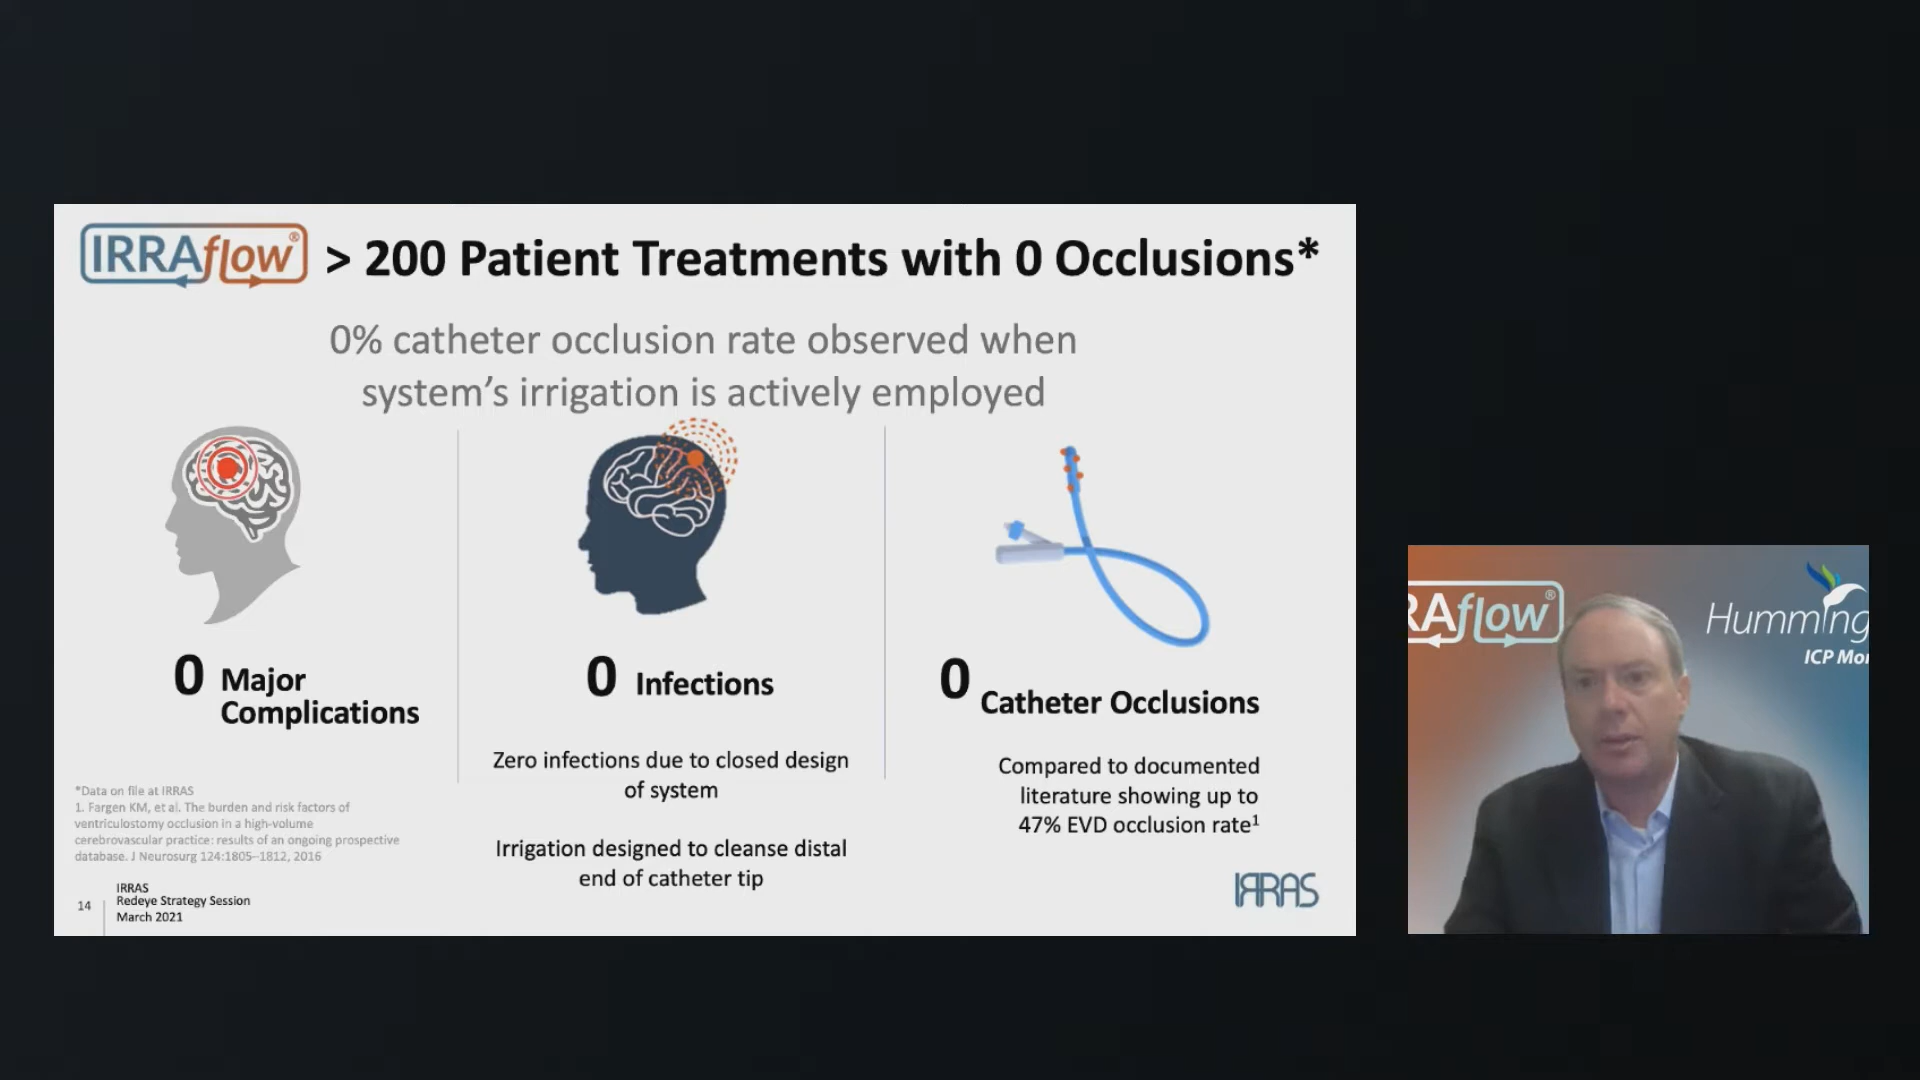 IRRAflow® > 200 Patient Treatments with 0 Occlusions*
0% catheter occlusion rate observed when
system's irrigation is actively employed
0 Major
Complications
0 Infections
Zero infections due to closed design
of system
Irrigation designed to cleanse distal
end of catheter tip
0 Catheter Occlusions
Compared to documented
literature showing up to
47% EVD occlusion rate¹
*Data on file at IRRAS
1. Fargen KM, et al. The burden and risk factors of
ventriculostomy occlusion in a high-volume
cerebrovascular practice: results of an ongoing prospective
database. J Neurosurg 124:1805–1812, 2016
14
IRRAS
Redeye Strategy Session
March 2021
IRRAS
RAflow®
Humming
ICP Mo